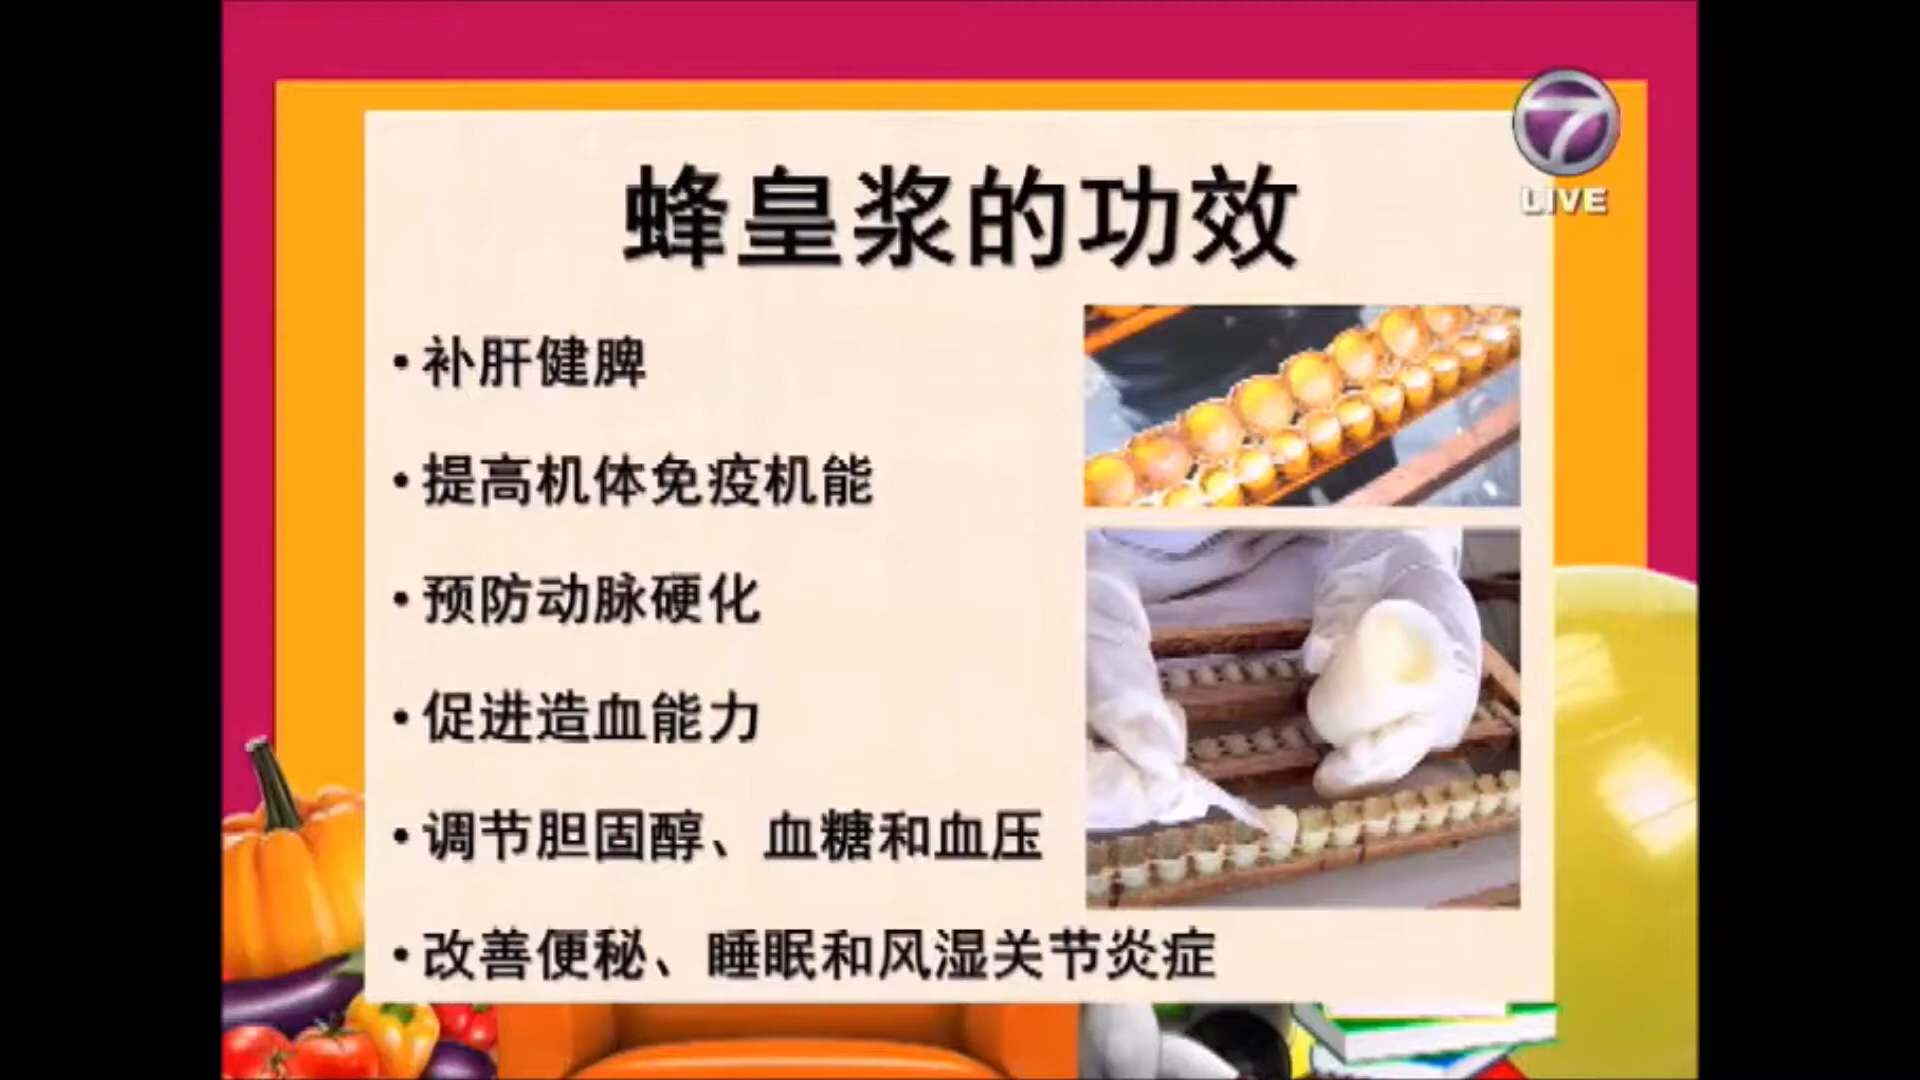 7
LIVE
蜂皇浆的功效
• 补肝健脾
• 提高机体免疫机能
• 预防动脉硬化
• 促进造血能力
• 调节胆固醇、血糖和血压
• 改善便秘、睡眠和风湿关节炎症